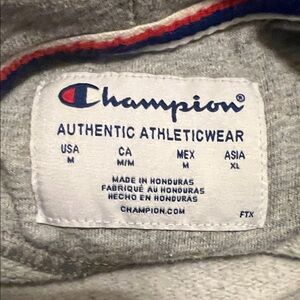 Champion®
AUTHENTIC ATHLETICWEAR
USA CA MEX ASIA
M M/M M XL
MADE IN HONDURAS
FABRIQUÉ AU HONDURAS
HECHO EN HONDURAS
CHAMPION.COM
FTX